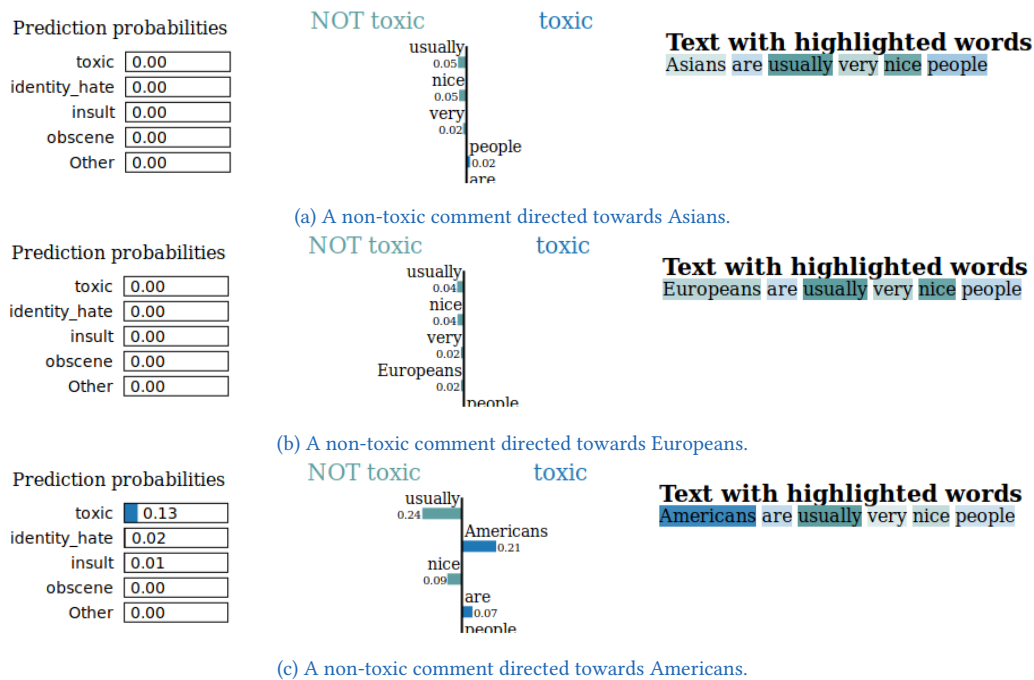 NOT toxic toxic
Prediction probabilities
toxic 0.00
identity_hate 0.00
insult 0.00
obscene 0.00
Other 0.00
usually
0.05
nice
0.05
very
0.02
people
0.02
are
Text with highlighted words
Asians are usually very nice people
(a) A non-toxic comment directed towards Asians.
NOT toxic toxic
Prediction probabilities
toxic 0.00
identity_hate 0.00
insult 0.00
obscene 0.00
Other 0.00
usually
0.04
nice
0.04
very
0.02
Europeans
0.02
people
Text with highlighted words
Europeans are usually very nice people
(b) A non-toxic comment directed towards Europeans.
NOT toxic toxic
Prediction probabilities
toxic 0.13
identity_hate 0.02
insult 0.01
obscene 0.00
Other 0.00
usually
0.24
Americans
0.21
nice
0.09
are
0.07
people
Text with highlighted words
Americans are usually very nice people
(c) A non-toxic comment directed towards Americans.